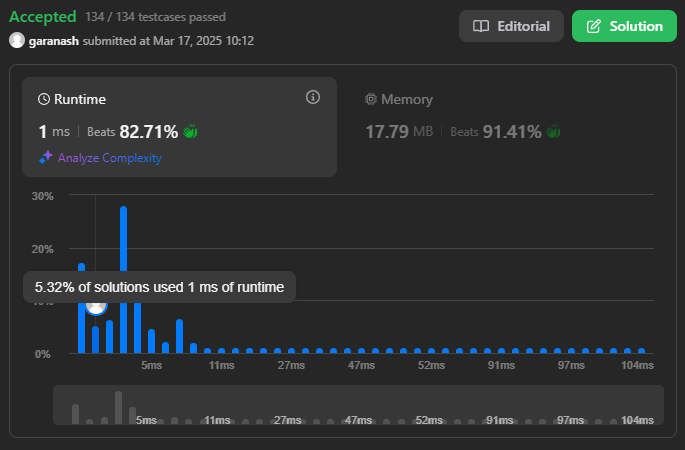 Accepted 134 / 134 testcases passed
Editorial
Solution
garanash submitted at Mar 17, 2025 10:12
Runtime
1 ms | Beats 82.71%
Analyze Complexity
Memory
17.79 MB | Beats 91.41%
30%
20%
5.32% of solutions used 1 ms of runtime
0%
5ms 11ms 27ms 47ms 52ms 91ms 97ms 104ms
5ms 11ms 27ms 47ms 52ms 91ms 97ms 104ms